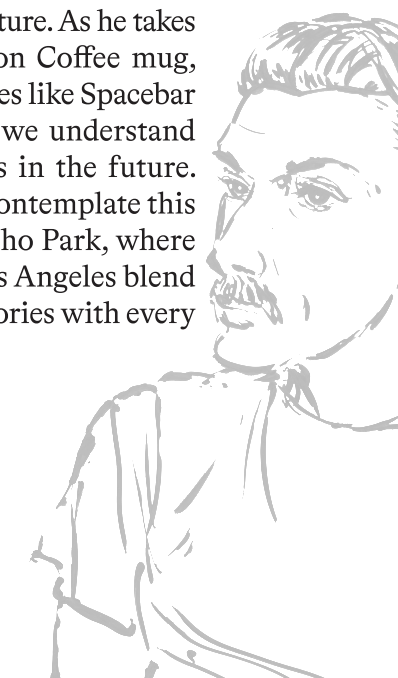 ture. As he takes
on Coffee mug,
es like Spacebar
we understand
s in the future.
ontemplate this
ho Park, where
s Angeles blend
ories with every